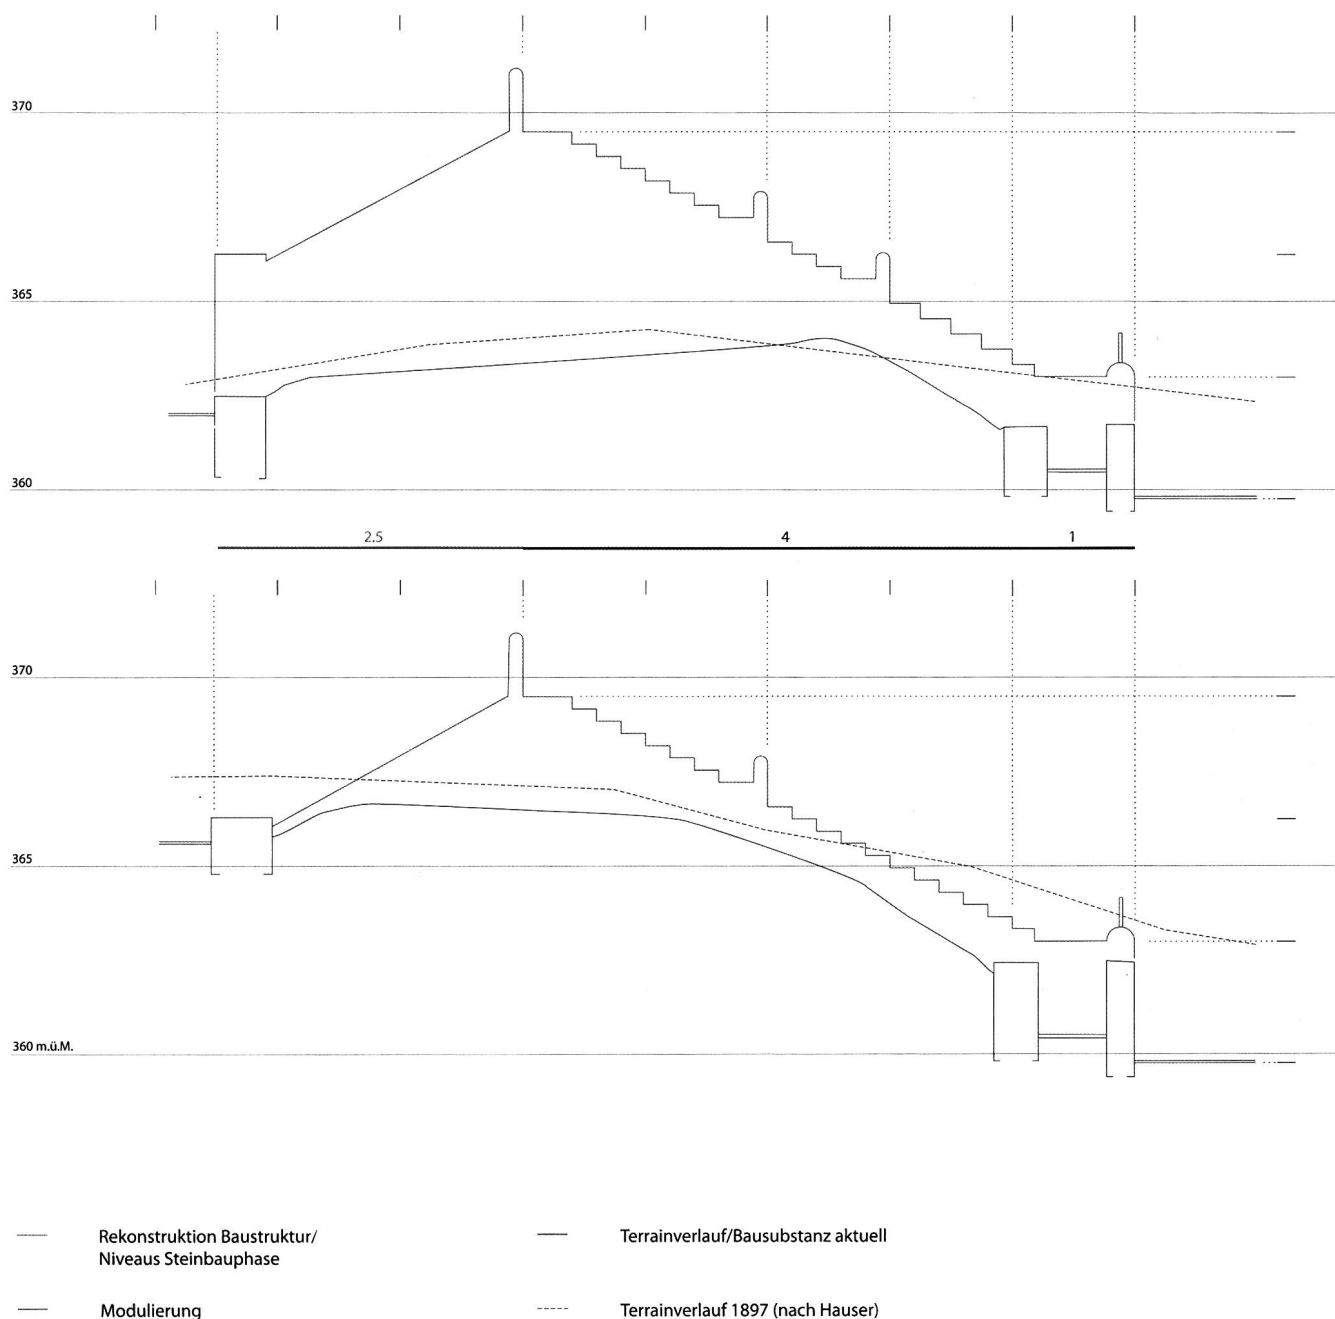 370
365
360
2.5 4 1
370
365
360 m.ü.M.
Rekonstruktion Baustruktur/
Niveaus Steinbauphase
Terrainverlauf/Bausubstanz aktuell
Modulierung
Terrainverlauf 1897 (nach Hauser)